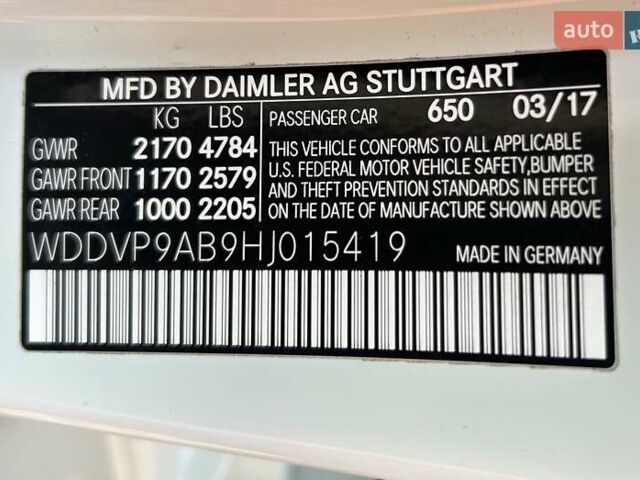 auto
MFD BY DAIMLER AG STUTTGART
KG LBS
PASSENGER CAR 650 03/17
GVWR 2170 4784
GAWR FRONT 1170 2579
GAWR REAR 1000 2205
THIS VEHICLE CONFORMS TO ALL APPLICABLE
U.S. FEDERAL MOTOR VEHICLE SAFETY,BUMPER
AND THEFT PREVENTION STANDARDS IN EFFECT
ON THE DATE OF MANUFACTURE SHOWN ABOVE
WDDVP9AB9HJ015419
MADE IN GERMANY